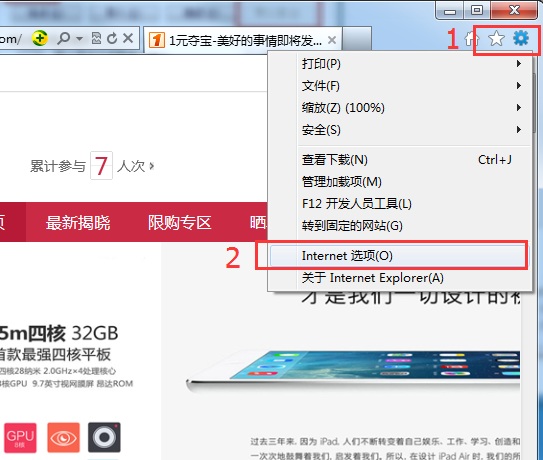 1
om/
1元夺宝-美好的事情即将发...
打印(P)
文件(F)
缩放(Z) (100%)
安全(S)
查看下载(N) Ctrl+J
管理加载项(M)
F12 开发人员工具(L)
转到固定的网站(G)
2
Internet 选项(O)
关于 Internet Explorer(A)
累计参与 7 人次
页 最新揭晓 限购专区 晒
才是我们一切设计的衫
5m四核 32GB
首款最强四核平板
四核28纳米 2.0GHz×4处理核心
8核GPU 9.7英寸视网膜屏 昂达ROM
GPU
8核
过去三年来, 因为 iPad, 人们不断转变着自己娱乐、工作、学习、创造和
一次次地鼓舞着我们, 启发着我们。所以, 在设计 iPad Air 时, 我们的所